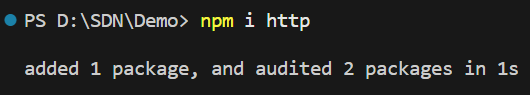 PS D:\SDN\Demo> npm i http
added 1 package, and audited 2 packages in 1s